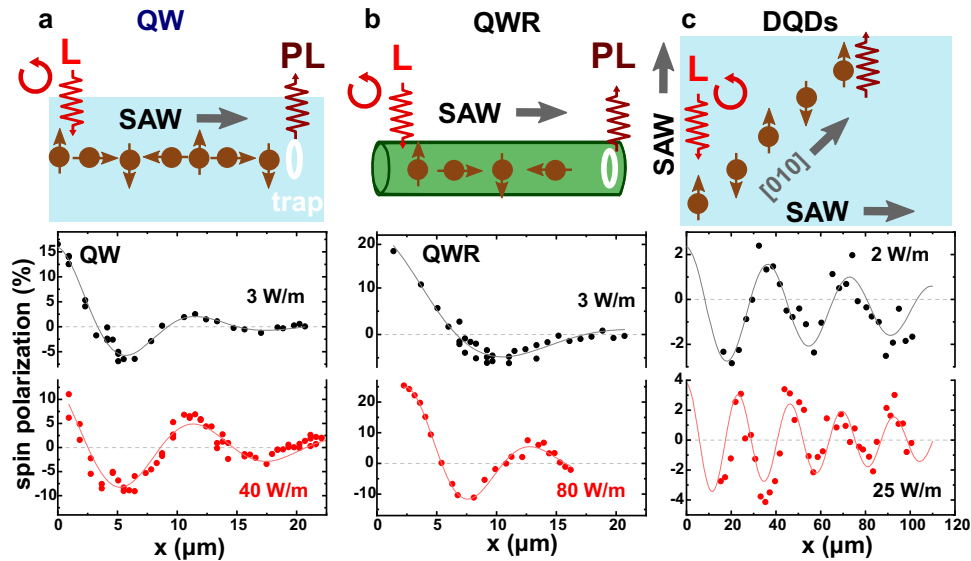 a
QW
L
PL
SAW
trap
b
QWR
L
PL
SAW
c
DQDs
SAW
L
[010]
SAW
spin polarization (%)
QW
3 W/m
15
10
5
0
-5
40 W/m
10
5
0
-5
-10
0 5 10 15 20
x (µm)
QWR
3 W/m
20
10
0
80 W/m
20
10
0
-10
0 5 10 15 20
x (µm)
2 W/m
2
0
-2
25 W/m
4
2
0
-2
-4
0 20 40 60 80 100 120
x (µm)